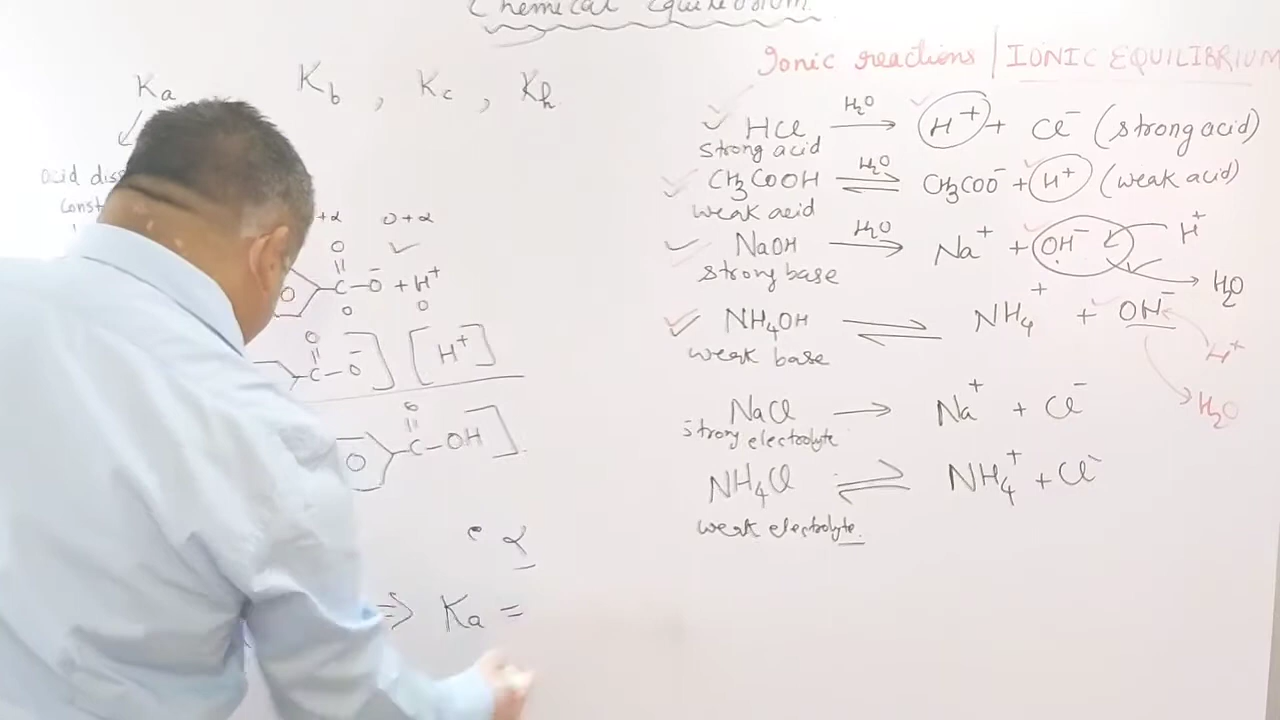 Chemical Equilibrium
Ka
Kb , Kc , Kh
acid
+α 0+α
O
C–O⁻ + H⁺
O O
O
C–O⁻] [H⁺]
O
C–OH].
α
⇒ Ka =
Ionic reactions | IONIC EQUILIBRIUM
HCl —H₂O→ H⁺ + Cl⁻ (strong acid)
strong acid
CH₃COOH ⇌H₂O CH₃COO⁻ + H⁺ (weak acid)
weak acid
NaOH —H₂O→ Na⁺ + OH⁻ H⁺
strong base
H₂O
NH₄OH ⇌ NH₄⁺ + OH⁻
weak base
H⁺
H₂O
NaCl → Na⁺ + Cl⁻
strong electrolyte
NH₄Cl ⇌ NH₄⁺ + Cl⁻
weak electrolyte.